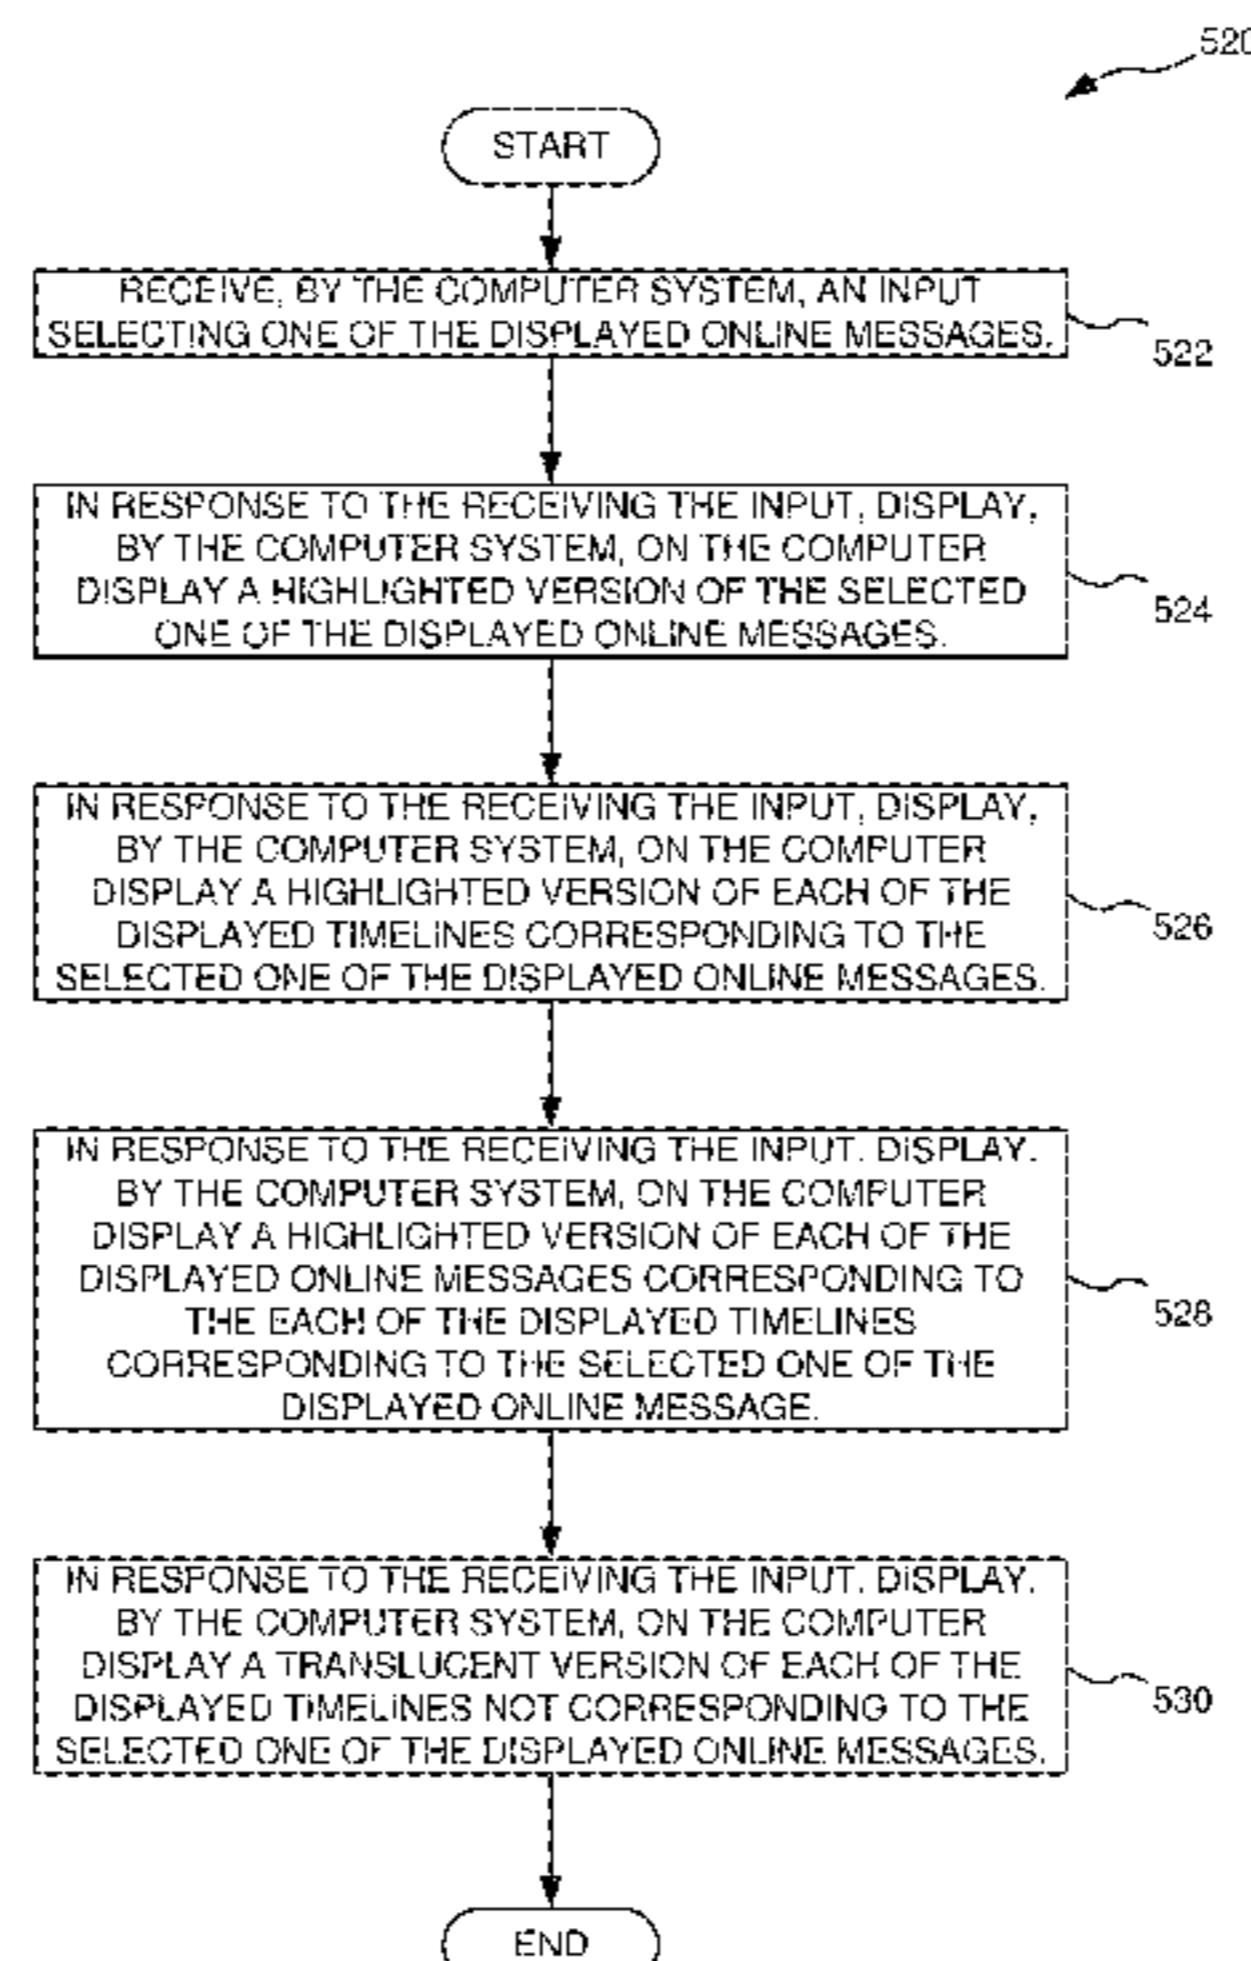 520
START
RECEIVE, BY THE COMPUTER SYSTEM, AN INPUT
SELECTING ONE OF THE DISPLAYED ONLINE MESSAGES.
522
IN RESPONSE TO THE RECEIVING THE INPUT, DISPLAY,
BY THE COMPUTER SYSTEM, ON THE COMPUTER
DISPLAY A HIGHLIGHTED VERSION OF THE SELECTED
ONE OF THE DISPLAYED ONLINE MESSAGES.
524
IN RESPONSE TO THE RECEIVING THE INPUT, DISPLAY,
BY THE COMPUTER SYSTEM, ON THE COMPUTER
DISPLAY A HIGHLIGHTED VERSION OF EACH OF THE
DISPLAYED TIMELINES CORRESPONDING TO THE
SELECTED ONE OF THE DISPLAYED ONLINE MESSAGES.
526
IN RESPONSE TO THE RECEIVING THE INPUT, DISPLAY,
BY THE COMPUTER SYSTEM, ON THE COMPUTER
DISPLAY A HIGHLIGHTED VERSION OF EACH OF THE
DISPLAYED ONLINE MESSAGES CORRESPONDING TO
THE EACH OF THE DISPLAYED TIMELINES
CORRESPONDING TO THE SELECTED ONE OF THE
DISPLAYED ONLINE MESSAGE.
528
IN RESPONSE TO THE RECEIVING THE INPUT, DISPLAY,
BY THE COMPUTER SYSTEM, ON THE COMPUTER
DISPLAY A TRANSLUCENT VERSION OF EACH OF THE
DISPLAYED TIMELINES NOT CORRESPONDING TO THE
SELECTED ONE OF THE DISPLAYED ONLINE MESSAGES.
530
END